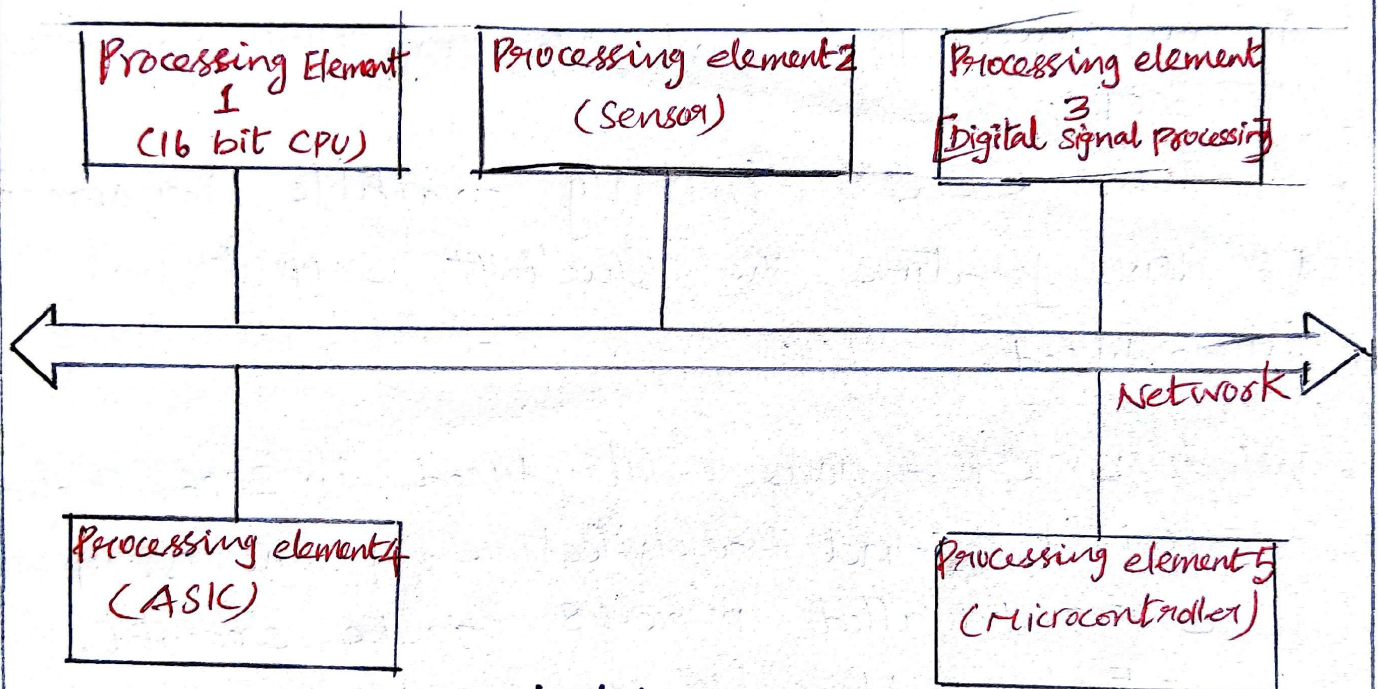 Processing Element
1
(16 bit CPU)
Processing element2
(Sensor)
Processing element
3
[Digital signal Processing]
Network
Processing element4
(ASIC)
Processing element5
(Microcontroller)